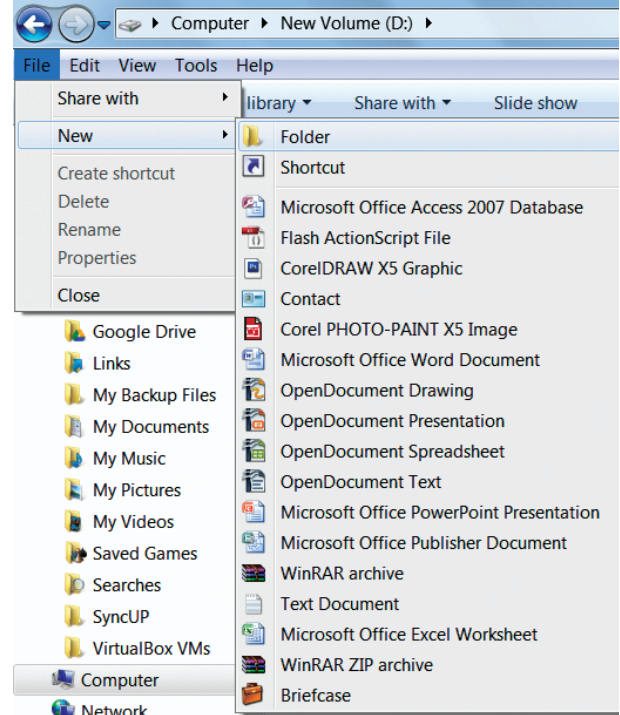 Computer New Volume (D:)
File Edit View Tools Help
Share with
library Share with Slide show
New
Folder
Shortcut
Create shortcut
Delete
Rename
Properties
Close
Microsoft Office Access 2007 Database
Flash ActionScript File
CorelDRAW X5 Graphic
Contact
Corel PHOTO-PAINT X5 Image
Microsoft Office Word Document
OpenDocument Drawing
OpenDocument Presentation
OpenDocument Spreadsheet
OpenDocument Text
Microsoft Office PowerPoint Presentation
Microsoft Office Publisher Document
WinRAR archive
Text Document
Microsoft Office Excel Worksheet
WinRAR ZIP archive
Briefcase
Google Drive
Links
My Backup Files
My Documents
My Music
My Pictures
My Videos
Saved Games
Searches
SyncUP
VirtualBox VMs
Computer
Network